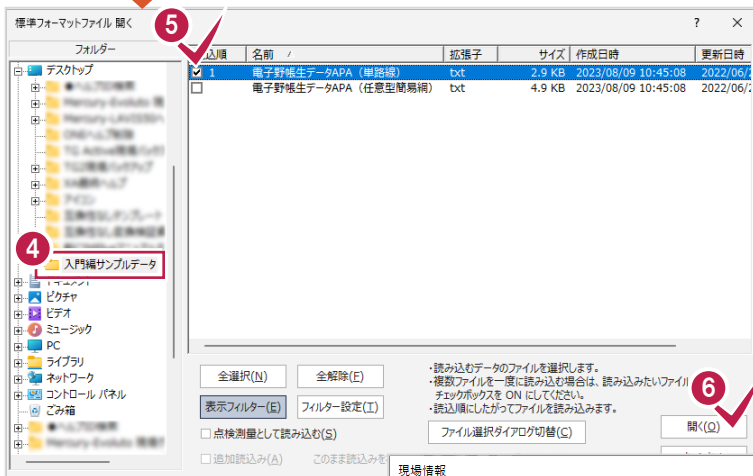 標準フォーマットファイル 開く
5
? ×
フォルダー
込順 名前 / 拡張子 サイズ 作成日時 更新日時
1 電子野帳生データAPA（単路線） txt 2.9 KB 2023/08/09 10:45:08 2022/06/2
電子野帳生データAPA（任意型簡易網） txt 4.9 KB 2023/08/09 10:45:08 2022/06/2
デスクトップ
4
入門編サンプルデータ
ドキュメント
ピクチャ
ビデオ
ミュージック
PC
ライブラリ
ネットワーク
コントロール パネル
ごみ箱
全選択(N) 全解除(F)
表示フィルター(E) フィルター設定(T)
点検測量として読み込む(S)
追加読込み(A) このまま読込みを
・読み込むデータのファイルを選択します。
・複数ファイルを一度に読み込む場合は、読み込みたいファイル
チェックボックスを ON にしてください。
・読込順にしたがってファイルを読み込みます。
ファイル選択ダイアログ切替(C)
6
開く(O)
現場情報